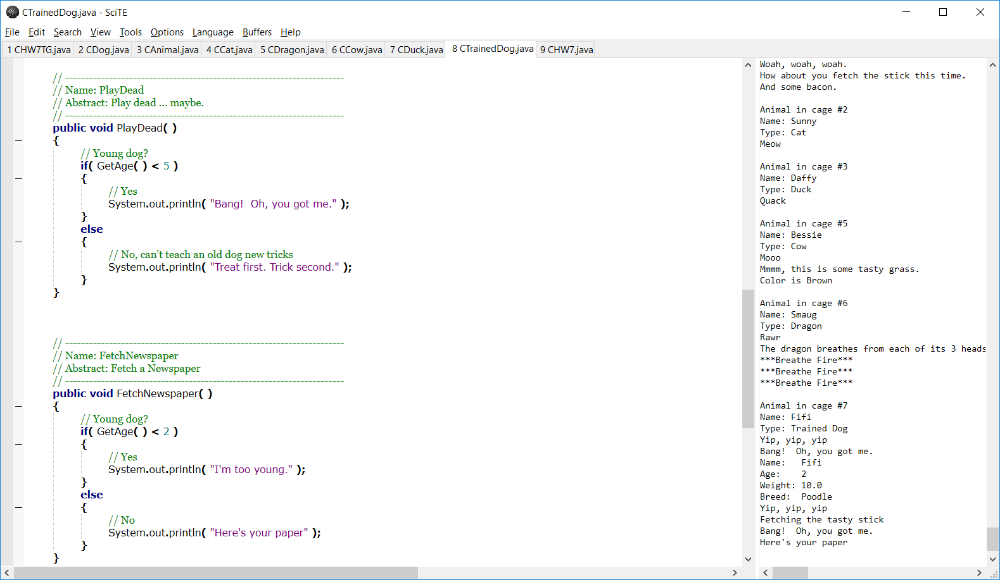 CTrainedDog.java - SciTE
File Edit Search View Tools Options Language Buffers Help
1 CHW7TG.java 2 CDog.java 3 CAnimal.java 4 CCat.java 5 CDragon.java 6 CCow.java 7 CDuck.java 8 CTrainedDog.java 9 CHW7.java
// --------------------------------------------------------------------------------
// Name: PlayDead
// Abstract: Play dead ... maybe.
// --------------------------------------------------------------------------------
public void PlayDead( )
{
// Young dog?
if( GetAge( ) < 5 )
{
// Yes
System.out.println( "Bang!  Oh, you got me." );
}
else
{
// No, can't teach an old dog new tricks
System.out.println( "Treat first. Trick second." );
}
}
// --------------------------------------------------------------------------------
// Name: FetchNewspaper
// Abstract: Fetch a Newspaper
// --------------------------------------------------------------------------------
public void FetchNewspaper( )
{
// Young dog?
if( GetAge( ) < 2 )
{
// Yes
System.out.println( "I'm too young." );
}
else
{
// No
System.out.println( "Here's your paper" );
}
}
Woah, woah, woah.
How about you fetch the stick this time.
And some bacon.
Animal in cage #2
Name: Sunny
Type: Cat
Meow
Animal in cage #3
Name: Daffy
Type: Duck
Quack
Animal in cage #5
Name: Bessie
Type: Cow
Mooo
Mmmm, this is some tasty grass.
Color is Brown
Animal in cage #6
Name: Smaug
Type: Dragon
Rawr
The dragon breathes from each of its 3 heads
***Breathe Fire***
***Breathe Fire***
***Breathe Fire***
Animal in cage #7
Name: Fifi
Type: Trained Dog
Yip, yip, yip
Bang!  Oh, you got me.
Name:   Fifi
Age:    2
Weight: 10.0
Breed:  Poodle
Yip, yip, yip
Fetching the tasty stick
Bang!  Oh, you got me.
Here's your paper